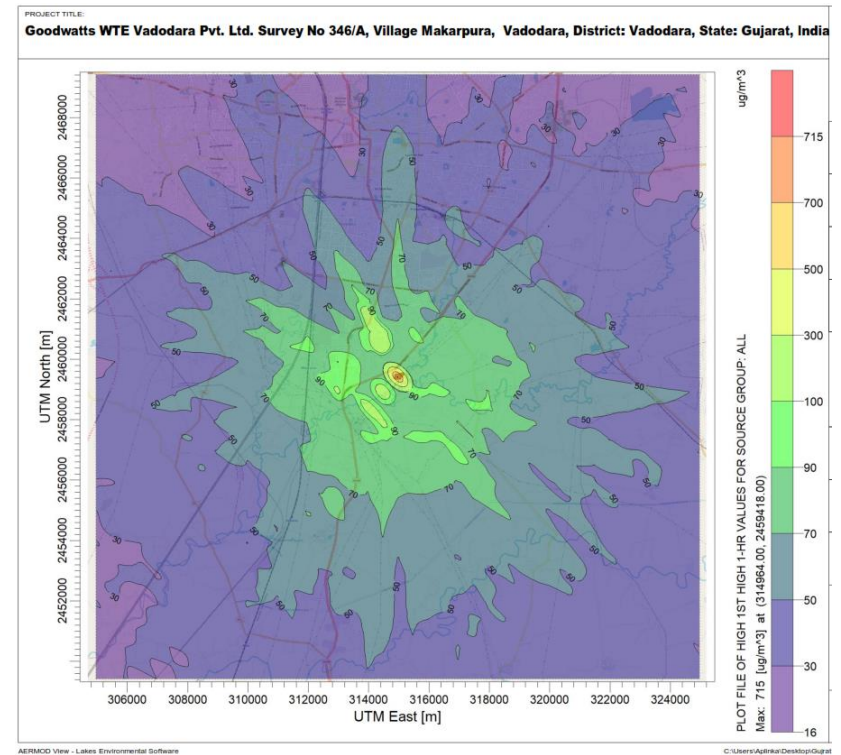 PROJECT TITLE:
Goodwatts WTE Vadodara Pvt. Ltd. Survey No 346/A, Village Makarpura, Vadodara, District: Vadodara, State: Gujarat, India
ug/m^3
715
700
500
300
100
90
70
50
30
16
PLOT FILE OF HIGH 1ST HIGH 1-HR VALUES FOR SOURCE GROUP: ALL
Max: 715 [ug/m^3] at (314964.00, 2459418.00)
UTM North [m]
2468000
2466000
2464000
2462000
2460000
2458000
2456000
2454000
2452000
306000 308000 310000 312000 314000 316000 318000 320000 322000 324000
UTM East [m]
AERMOD View - Lakes Environmental Software
C:\Users\Aplinka\Desktop\Gujrat